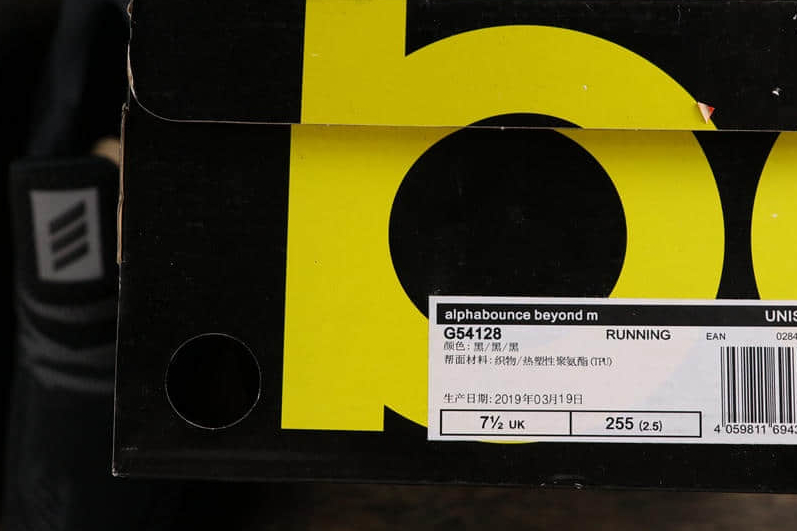 b
alphabounce beyond m UNIS
G54128 RUNNING EAN 0284
颜色: 黑/黑/黑
帮面材料: 织物/热塑性聚氨酯(TPU)
生产日期: 2019年03月19日
7½ UK 255 (2.5)
4 059811 694